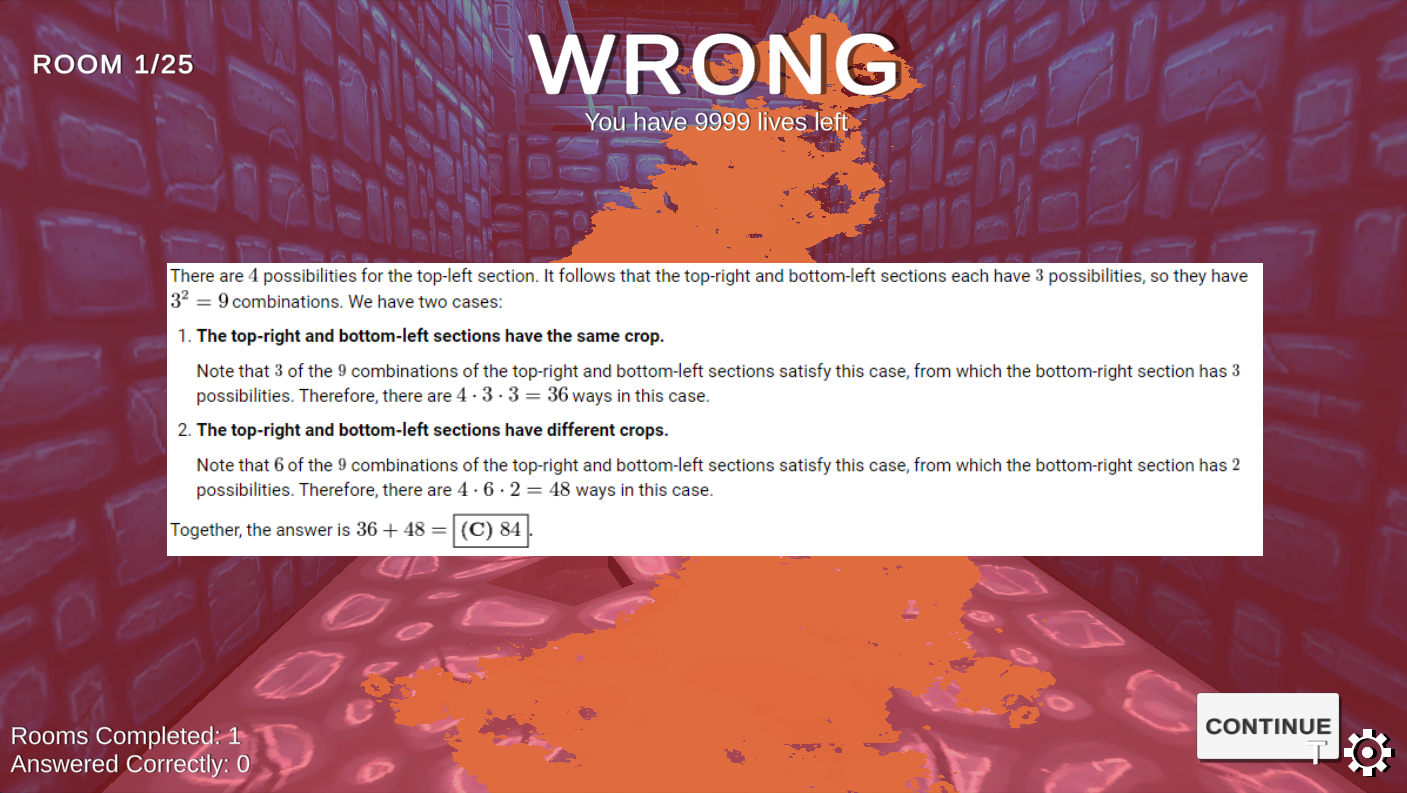 ROOM 1/25
WRONG
You have 9999 lives left
There are 4 possibilities for the top-left section. It follows that the top-right and bottom-left sections each have 3 possibilities, so they have
3² = 9 combinations. We have two cases:
1. The top-right and bottom-left sections have the same crop.
Note that 3 of the 9 combinations of the top-right and bottom-left sections satisfy this case, from which the bottom-right section has 3
possibilities. Therefore, there are 4 · 3 · 3 = 36 ways in this case.
2. The top-right and bottom-left sections have different crops.
Note that 6 of the 9 combinations of the top-right and bottom-left sections satisfy this case, from which the bottom-right section has 2
possibilities. Therefore, there are 4 · 6 · 2 = 48 ways in this case.
Together, the answer is 36 + 48 = (C) 84.
CONTINUE
Rooms Completed: 1
Answered Correctly: 0